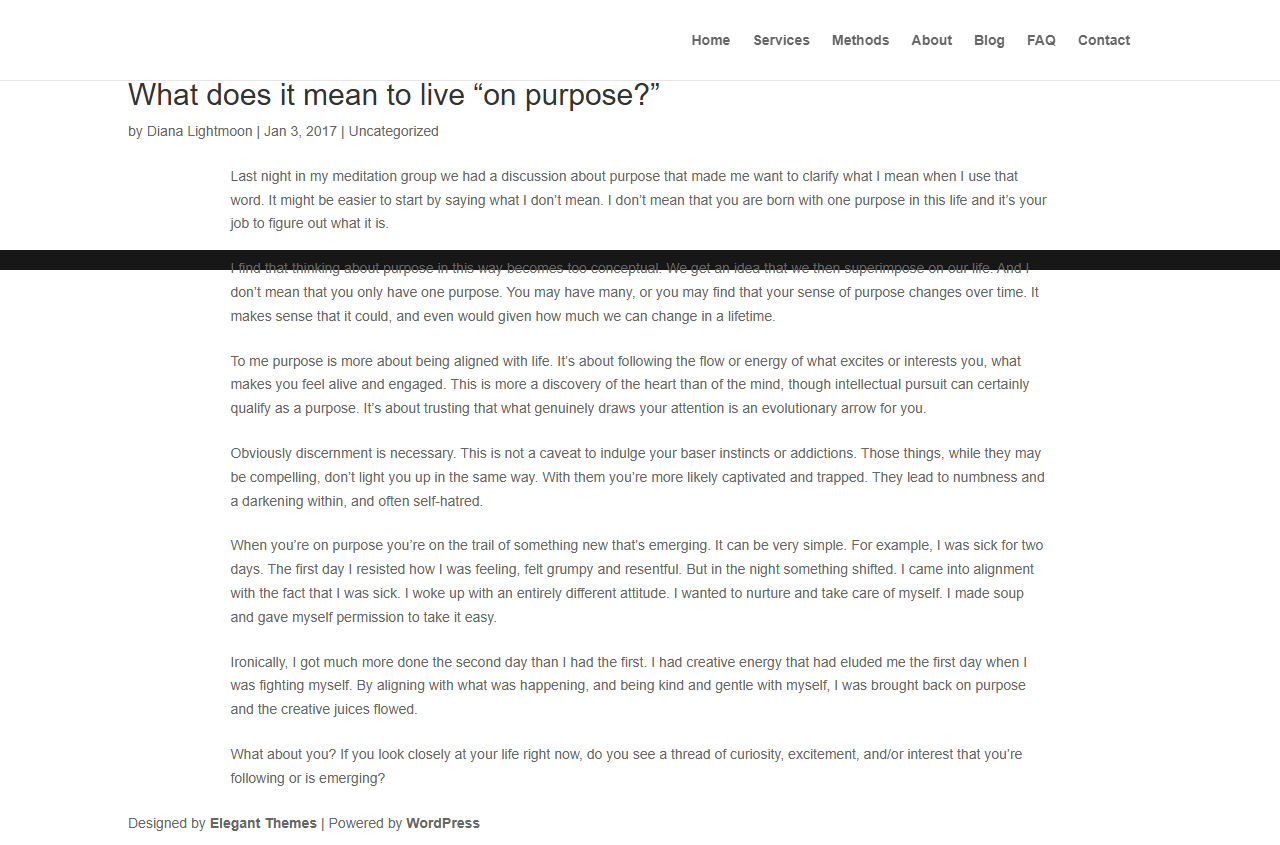 Home Services Methods About Blog FAQ Contact
What does it mean to live “on purpose?”
by Diana Lightmoon | Jan 3, 2017 | Uncategorized
Last night in my meditation group we had a discussion about purpose that made me want to clarify what I mean when I use that
word. It might be easier to start by saying what I don’t mean. I don’t mean that you are born with one purpose in this life and it’s your
job to figure out what it is.
I find that thinking about purpose in this way becomes too conceptual. We get an idea that we then superimpose on our life. And I
don’t mean that you only have one purpose. You may have many, or you may find that your sense of purpose changes over time. It
makes sense that it could, and even would given how much we can change in a lifetime.
To me purpose is more about being aligned with life. It’s about following the flow or energy of what excites or interests you, what
makes you feel alive and engaged. This is more a discovery of the heart than of the mind, though intellectual pursuit can certainly
qualify as a purpose. It’s about trusting that what genuinely draws your attention is an evolutionary arrow for you.
Obviously discernment is necessary. This is not a caveat to indulge your baser instincts or addictions. Those things, while they may
be compelling, don’t light you up in the same way. With them you’re more likely captivated and trapped. They lead to numbness and
a darkening within, and often self-hatred.
When you’re on purpose you’re on the trail of something new that’s emerging. It can be very simple. For example, I was sick for two
days. The first day I resisted how I was feeling, felt grumpy and resentful. But in the night something shifted. I came into alignment
with the fact that I was sick. I woke up with an entirely different attitude. I wanted to nurture and take care of myself. I made soup
and gave myself permission to take it easy.
Ironically, I got much more done the second day than I had the first. I had creative energy that had eluded me the first day when I
was fighting myself. By aligning with what was happening, and being kind and gentle with myself, I was brought back on purpose
and the creative juices flowed.
What about you? If you look closely at your life right now, do you see a thread of curiosity, excitement, and/or interest that you’re
following or is emerging?
Designed by Elegant Themes | Powered by WordPress